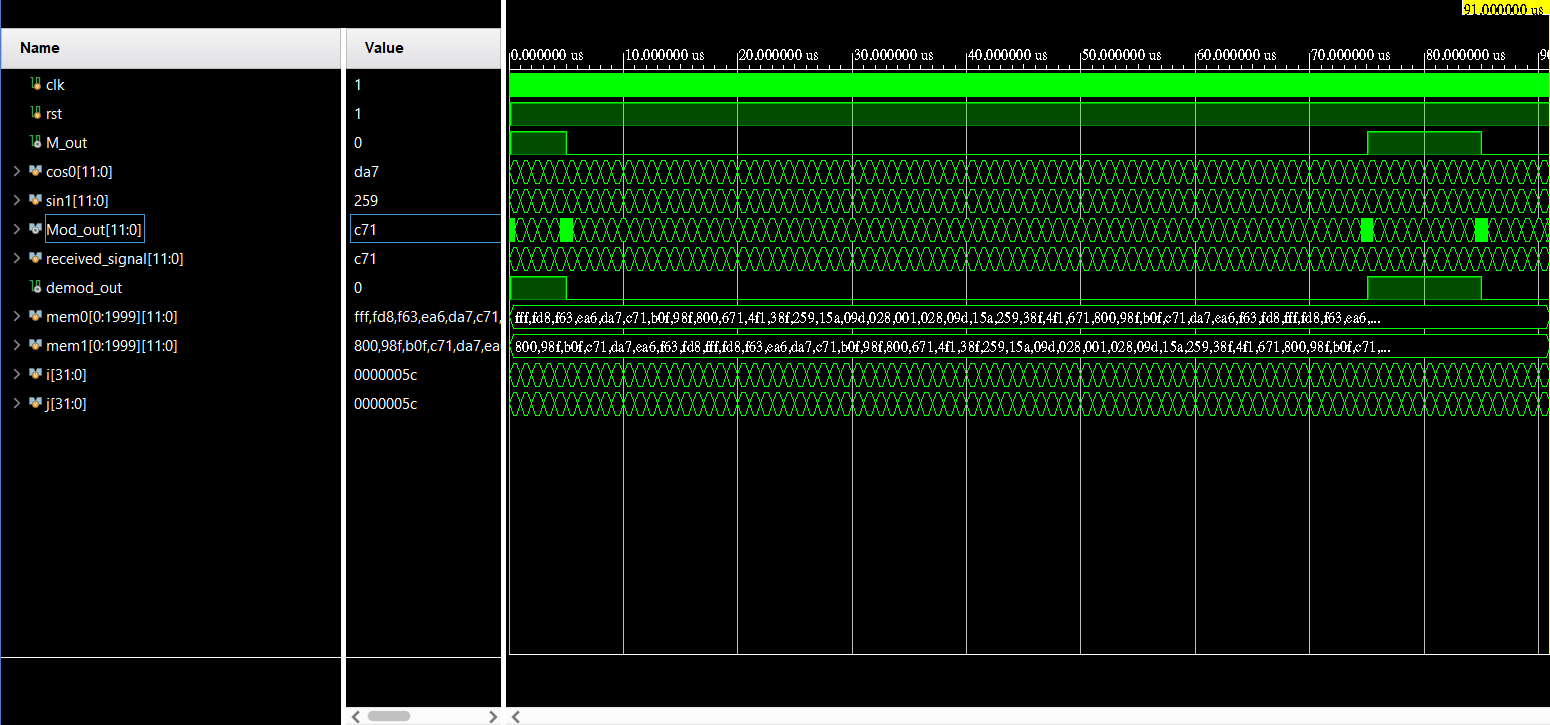 91.000000 us
Name Value
0.000000 us 10.000000 us 20.000000 us 30.000000 us 40.000000 us 50.000000 us 60.000000 us 70.000000 us 80.000000 us
clk 1
rst 1
M_out 0
cos0[11:0] da7
sin1[11:0] 259
Mod_out[11:0] c71
received_signal[11:0] c71
demod_out 0
mem0[0:1999][11:0] fff,fd8,f63,ea6,da7,c71, fff,fd8,f63,ea6,da7,c71,b0f,98f,800,671,4f1,38f,259,15a,09d,028,001,028,09d,15a,259,38f,4f1,671,800,98f,b0f,c71,da7,ea6,f63,fd8,fff,fd8,f63,ea6,...
mem1[0:1999][11:0] 800,98f,b0f,c71,da7,ea 800,98f,b0f,c71,da7,ea6,f63,fd8,fff,fd8,f63,ea6,da7,c71,b0f,98f,800,671,4f1,38f,259,15a,09d,028,001,028,09d,15a,259,38f,4f1,671,800,98f,b0f,c71,...
i[31:0] 0000005c
j[31:0] 0000005c